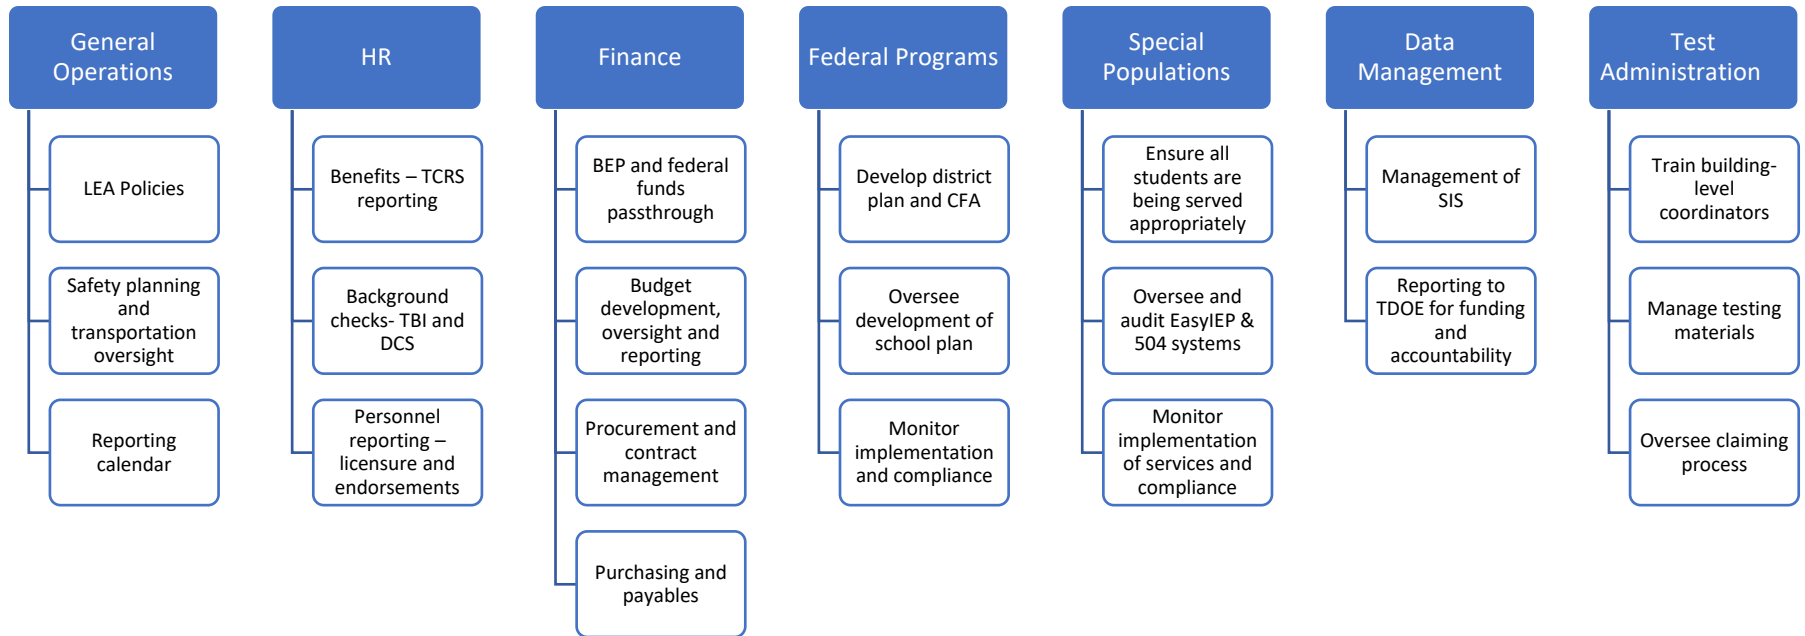 General
Operations
LEA Policies
Safety planning
and
transportation
oversight
Reporting
calendar
HR
Benefits – TCRS
reporting
Background
checks- TBI and
DCS
Personnel
reporting –
licensure and
endorsements
Finance
BEP and federal
funds
passthrough
Budget
development,
oversight and
reporting
Procurement and
contract
management
Purchasing and
payables
Federal Programs
Develop district
plan and CFA
Oversee
development of
school plan
Monitor
implementation
and compliance
Special
Populations
Ensure all
students are
being served
appropriately
Oversee and
audit EasyIEP &
504 systems
Monitor
implementation
of services and
compliance
Data
Management
Management of
SIS
Reporting to
TDOE for funding
and
accountability
Test
Administration
Train building-
level
coordinators
Manage testing
materials
Oversee claiming
process